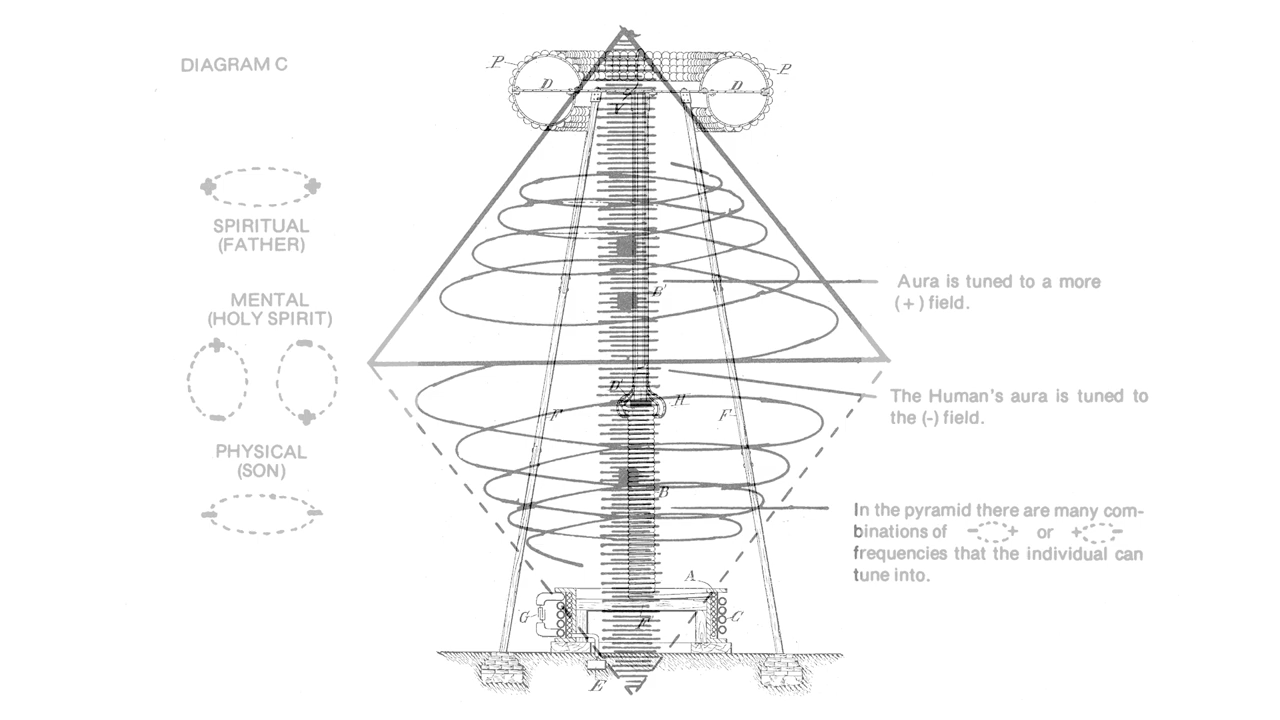 DIAGRAM C
P
P
D
D
SPIRITUAL
(FATHER)
MENTAL
(HOLY SPIRIT)
PHYSICAL
(SON)
B'
Aura is tuned to a more
(+) field.
H
F
F
The Human's aura is tuned to
the (-) field.
B
In the pyramid there are many com-
binations of - + or + -
frequencies that the individual can
tune into.
A
G
C
E